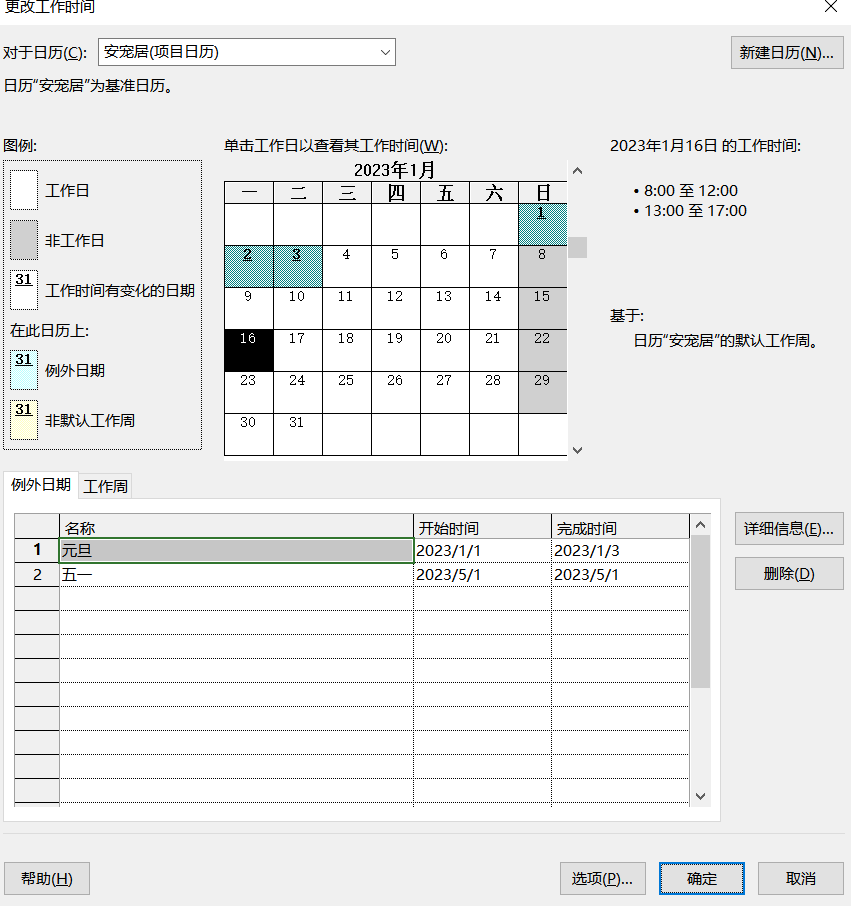 更改工作时间
对于日历(C): 安宠居(项目日历) 新建日历(N)...
日历“安宠居”为基准日历。
图例:
工作日
非工作日
31 工作时间有变化的日期
在此日历上:
31 例外日期
31 非默认工作周
单击工作日以查看其工作时间(W):
2023年1月
一 二 三 四 五 六 日
1
2 3 4 5 6 7 8
9 10 11 12 13 14 15
16 17 18 19 20 21 22
23 24 25 26 27 28 29
30 31
2023年1月16日 的工作时间:
• 8:00 至 12:00
• 13:00 至 17:00
基于:
日历“安宠居”的默认工作周。
例外日期 工作周
名称 开始时间 完成时间
1 元旦 2023/1/1 2023/1/3
2 五一 2023/5/1 2023/5/1
详细信息(E)...
删除(D)
帮助(H) 选项(P)... 确定 取消